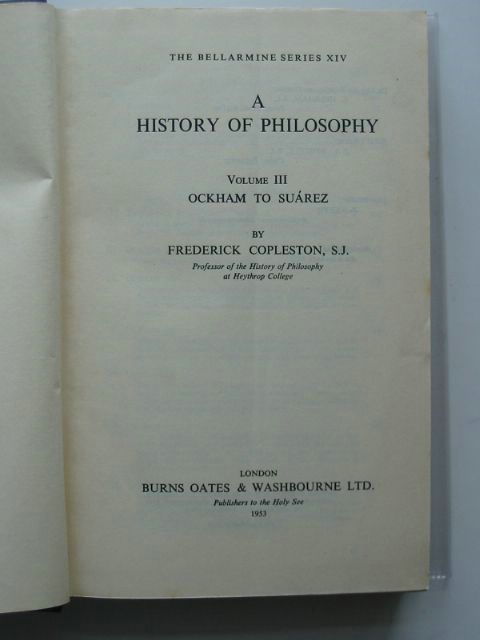 THE BELLARMINE SERIES XIV
A
HISTORY OF PHILOSOPHY
VOLUME III
OCKHAM TO SUÁREZ
BY
FREDERICK COPLESTON, S.J.
Professor of the History of Philosophy
at Heythrop College
LONDON
BURNS OATES & WASHBOURNE LTD.
Publishers to the Holy See
1953